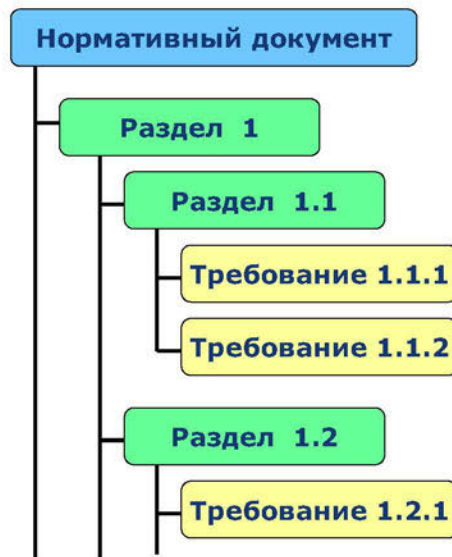 Нормативный документ
Раздел 1
Раздел 1.1
Требование 1.1.1
Требование 1.1.2
Раздел 1.2
Требование 1.2.1